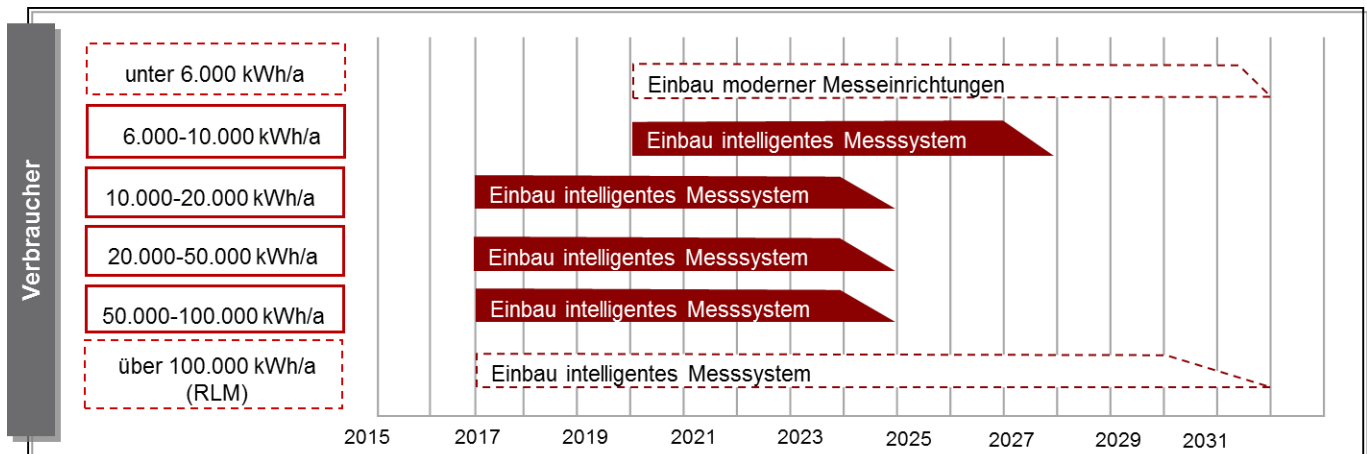 Verbraucher
unter 6.000 kWh/a
Einbau moderner Messeinrichtungen
6.000-10.000 kWh/a
Einbau intelligentes Messsystem
10.000-20.000 kWh/a
Einbau intelligentes Messsystem
20.000-50.000 kWh/a
Einbau intelligentes Messsystem
50.000-100.000 kWh/a
Einbau intelligentes Messsystem
über 100.000 kWh/a
(RLM)
Einbau intelligentes Messsystem
2015 2017 2019 2021 2023 2025 2027 2029 2031